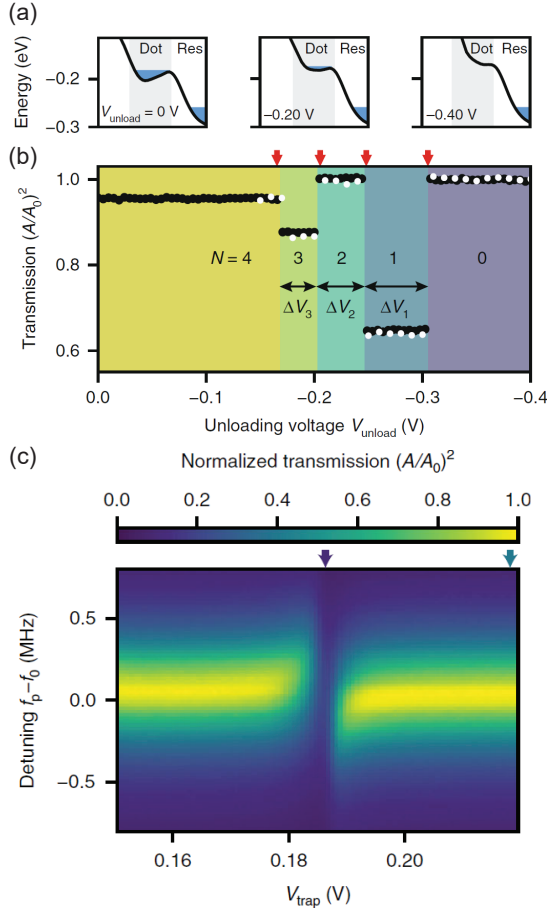 (a)
Energy (eV)
−0.2
−0.3
Dot Res
V_unload = 0 V
Dot Res
−0.20 V
Dot Res
−0.40 V
(b)
Transmission (A/A₀)²
1.0
0.8
0.6
N = 4 3 2 1 0
ΔV₃ ΔV₂ ΔV₁
0.0 −0.1 −0.2 −0.3 −0.4
Unloading voltage V_unload (V)
(c)
Normalized transmission (A/A₀)²
0.0 0.2 0.4 0.6 0.8 1.0
Detuning f_p−f₀ (MHz)
0.5
0.0
−0.5
0.16 0.18 0.20
V_trap (V)